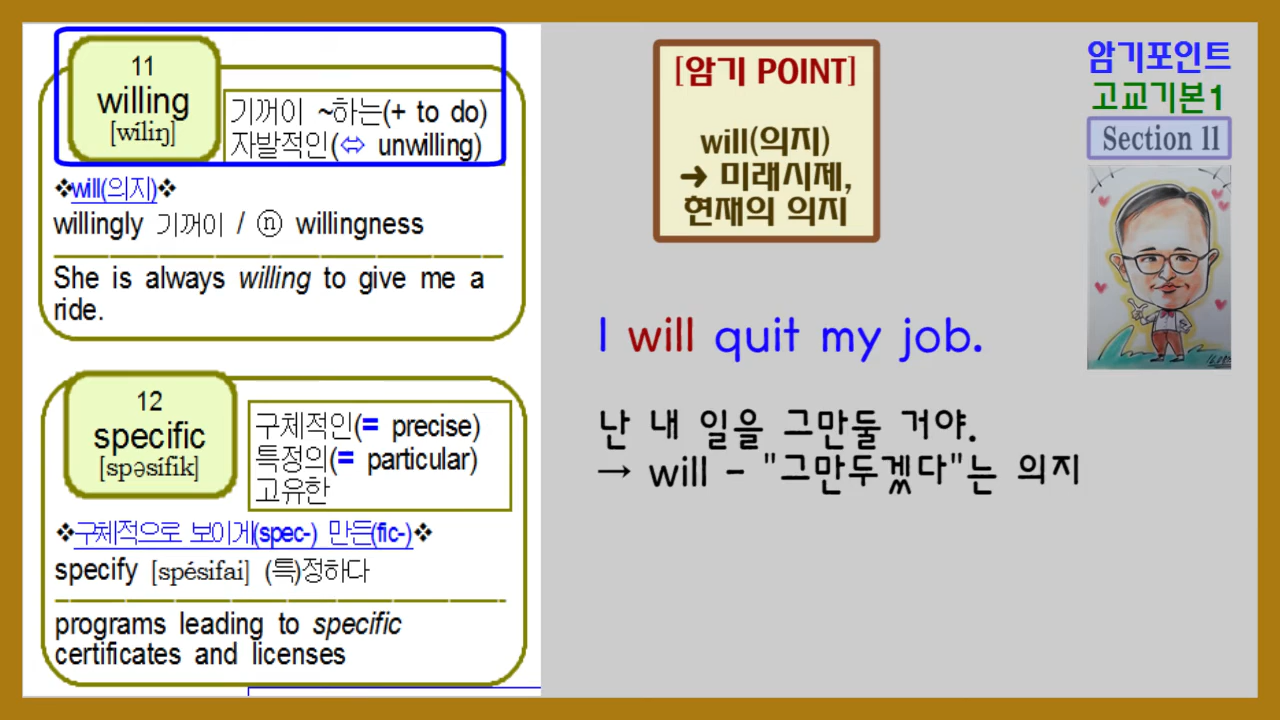 11
willing
[wíliŋ]
기꺼이 ~하는(+ to do)
자발적인(⇔ unwilling)
❖will(의지)❖
willingly 기꺼이 / ⓝ willingness
She is always willing to give me a
ride.
12
specific
[spəsífik]
구체적인(= precise)
특정의(= particular)
고유한
❖구체적으로 보이게(spec-) 만든(fic-)❖
specify [spésifai] (특)정하다
programs leading to specific
certificates and licenses
[암기 POINT]
will(의지)
➜ 미래시제,
현재의 의지
I will quit my job.
난 내 일을 그만둘 거야.
→ will - "그만두겠다"는 의지
암기포인트
고교기본1
Section 11